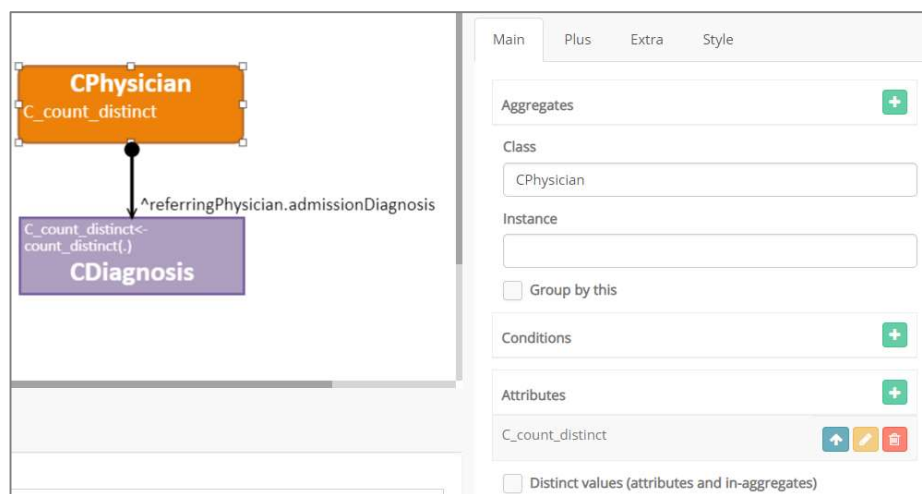 CPhysician
C_count_distinct
^referringPhysician.admissionDiagnosis
C_count_distinct<-
count_distinct(.)
CDiagnosis
Main Plus Extra Style
Aggregates
Class
CPhysician
Instance
Group by this
Conditions
Attributes
C_count_distinct
Distinct values (attributes and in-aggregates)